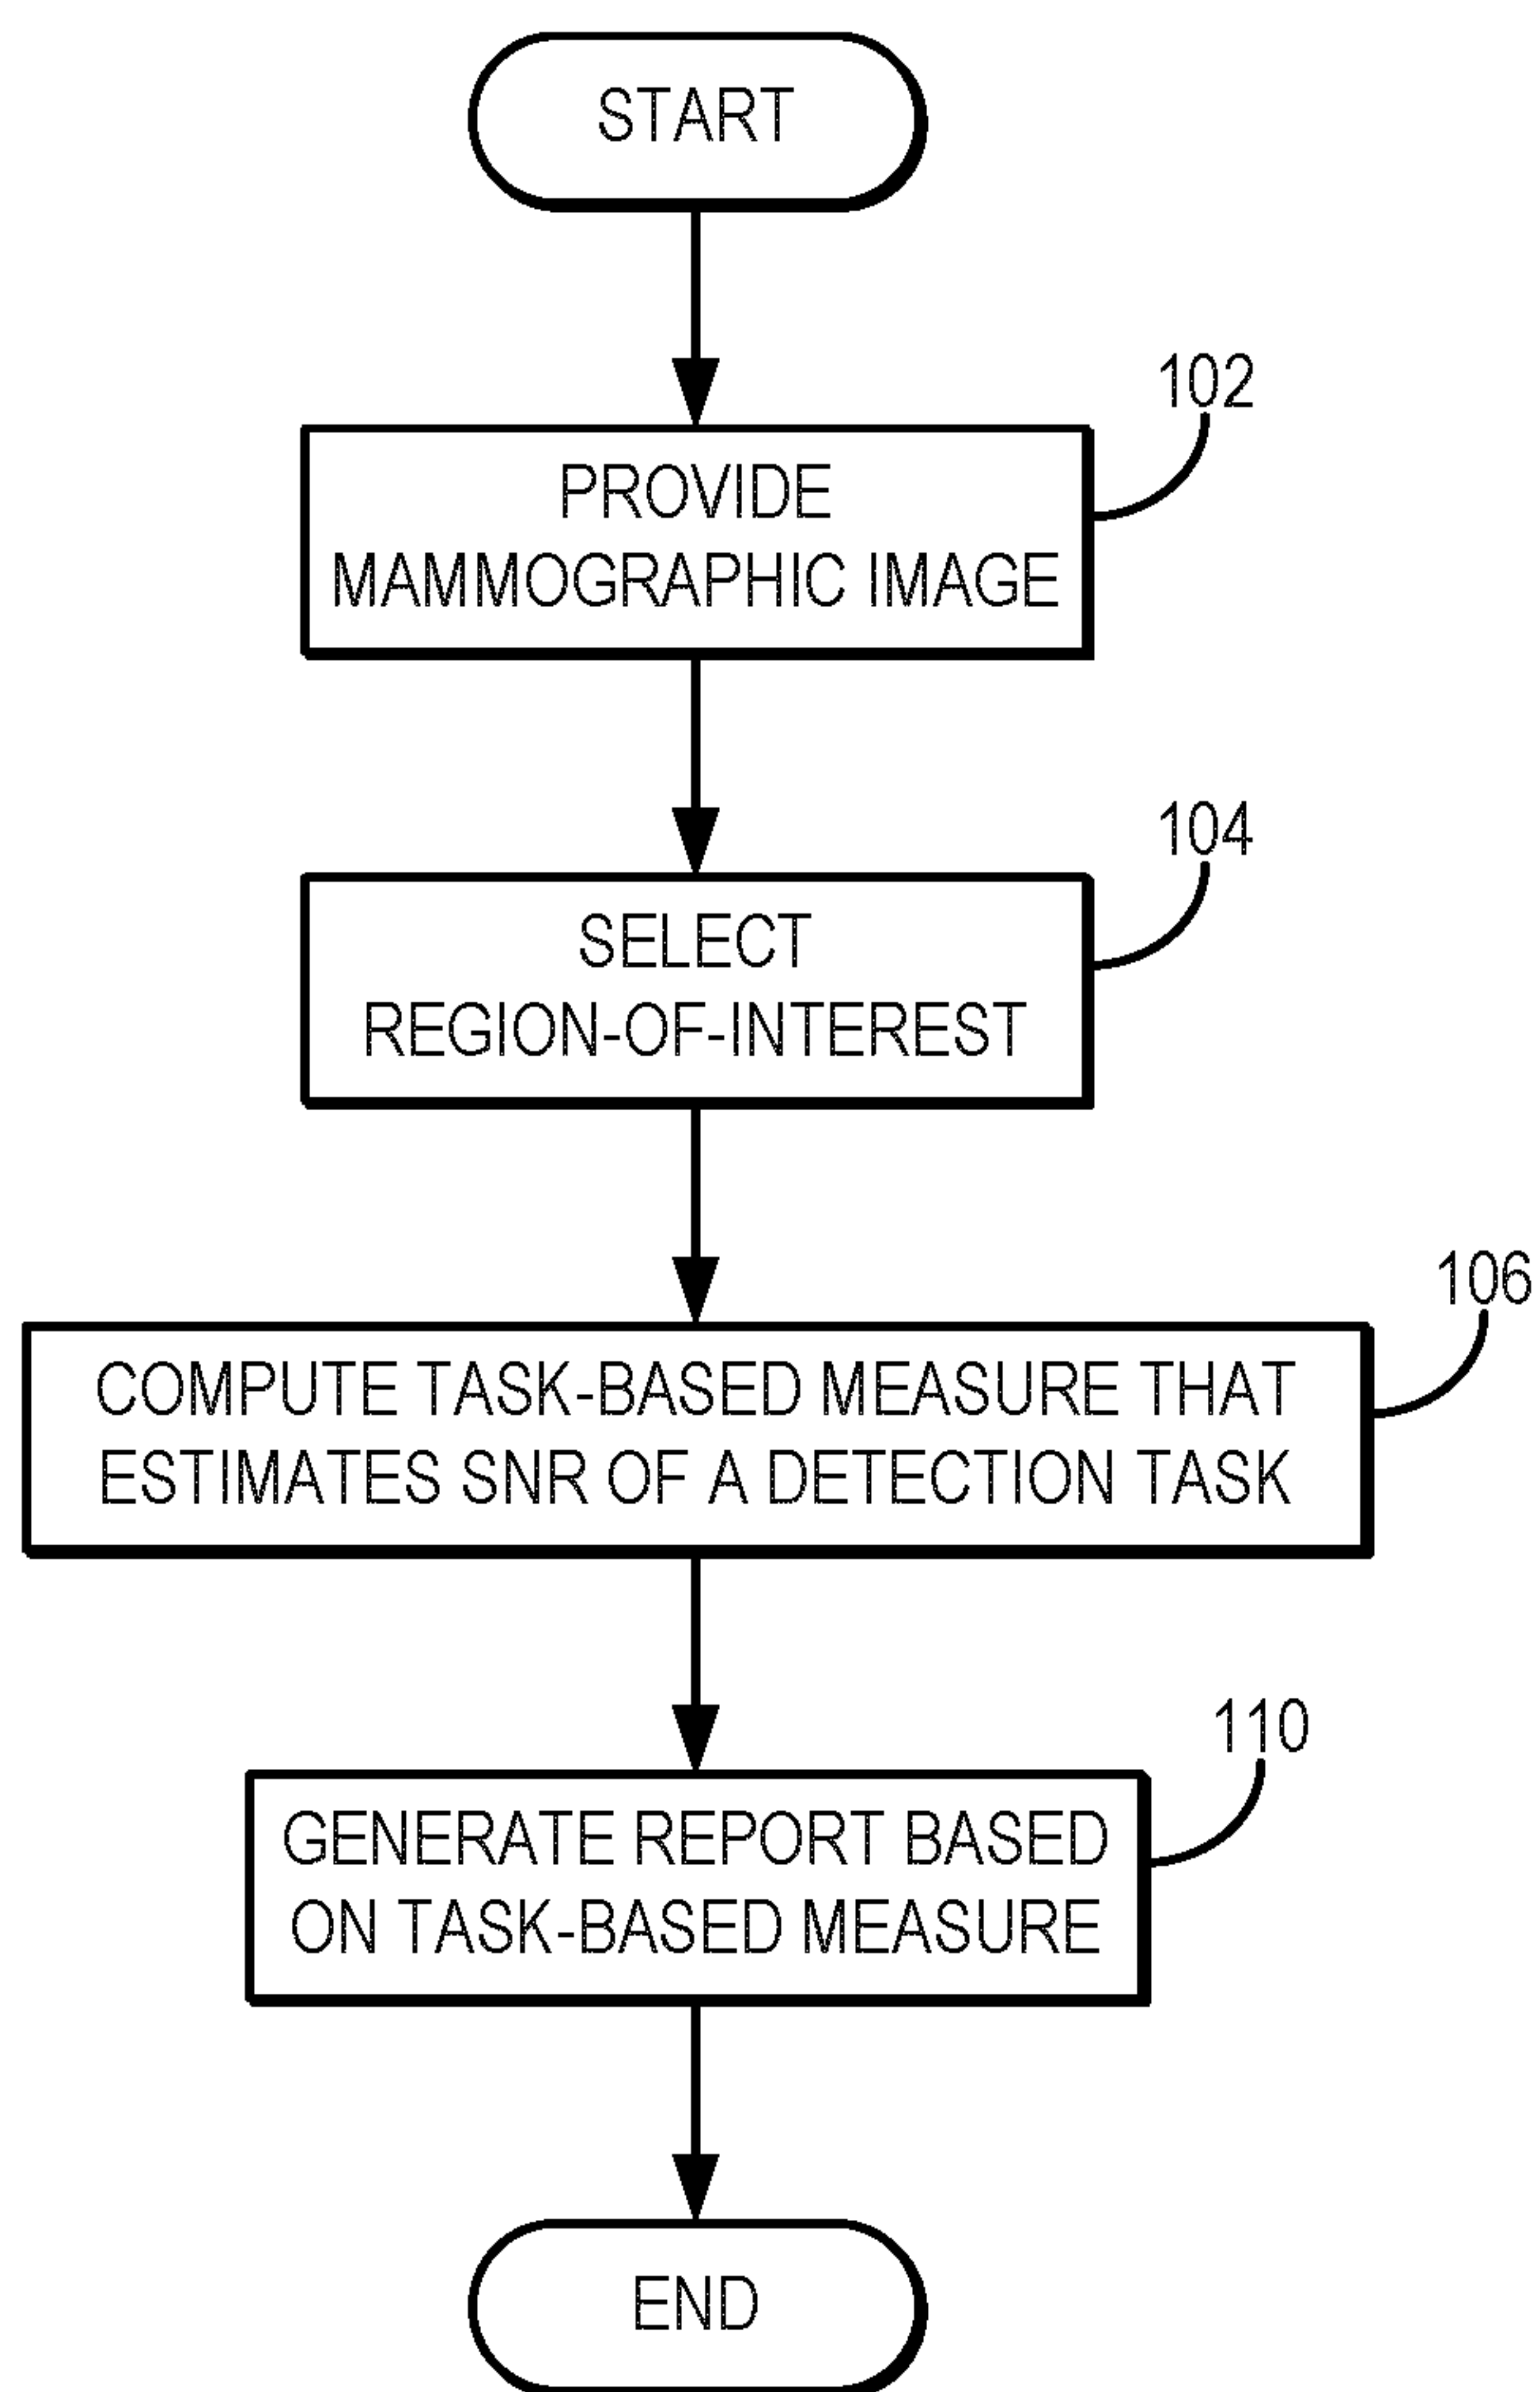 START
102
PROVIDE
MAMMOGRAPHIC IMAGE
104
SELECT
REGION-OF-INTEREST
106
COMPUTE TASK-BASED MEASURE THAT
ESTIMATES SNR OF A DETECTION TASK
110
GENERATE REPORT BASED
ON TASK-BASED MEASURE
END